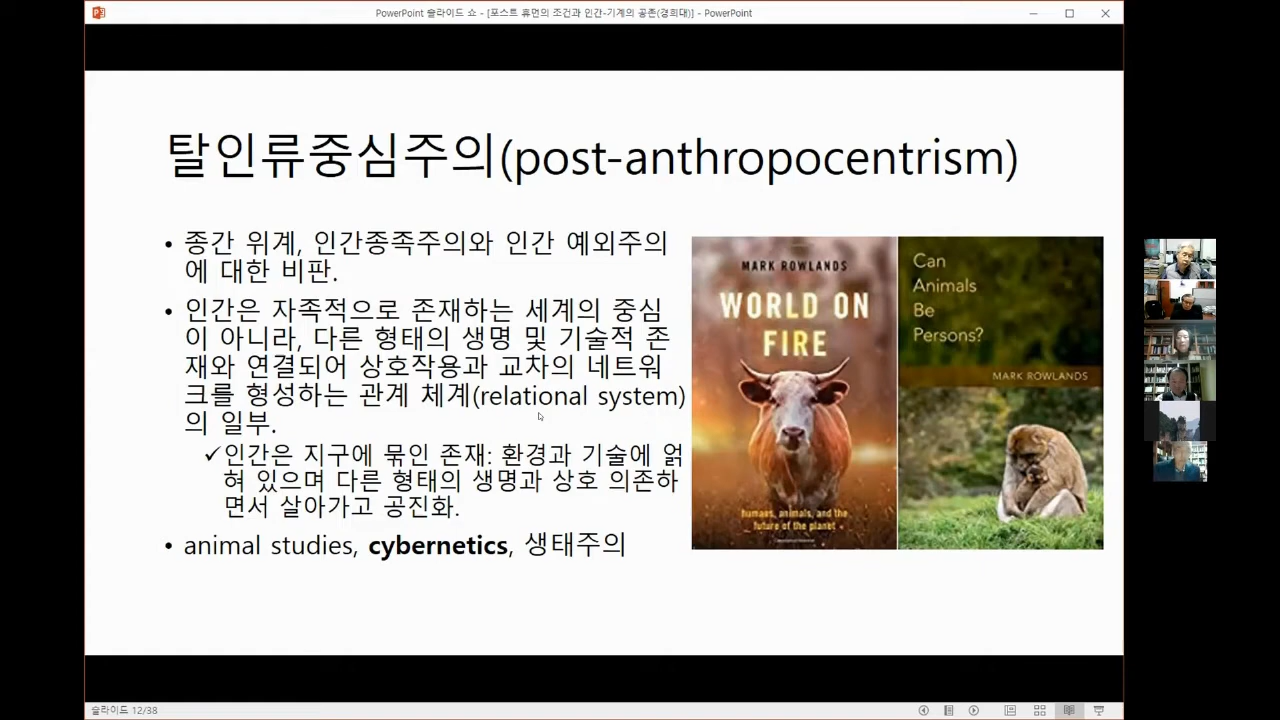 PowerPoint 슬라이드 쇼 - [포스트 휴먼의 조건과 인간-기계의 공존(경희대)] - PowerPoint
탈인류중심주의(post-anthropocentrism)
• 종간 위계, 인간종족주의와 인간 예외주의
에 대한 비판.
• 인간은 자족적으로 존재하는 세계의 중심
이 아니라, 다른 형태의 생명 및 기술적 존
재와 연결되어 상호작용과 교차의 네트워
크를 형성하는 관계 체계(relational system)
의 일부.
✓인간은 지구에 묶인 존재: 환경과 기술에 얽
혀 있으며 다른 형태의 생명과 상호 의존하
면서 살아가고 공진화.
• animal studies, cybernetics, 생태주의
MARK ROWLANDS
WORLD ON
FIRE
humans, animals, and the
future of the planet
Can
Animals
Be
Persons?
MARK ROWLANDS
슬라이드 12/38